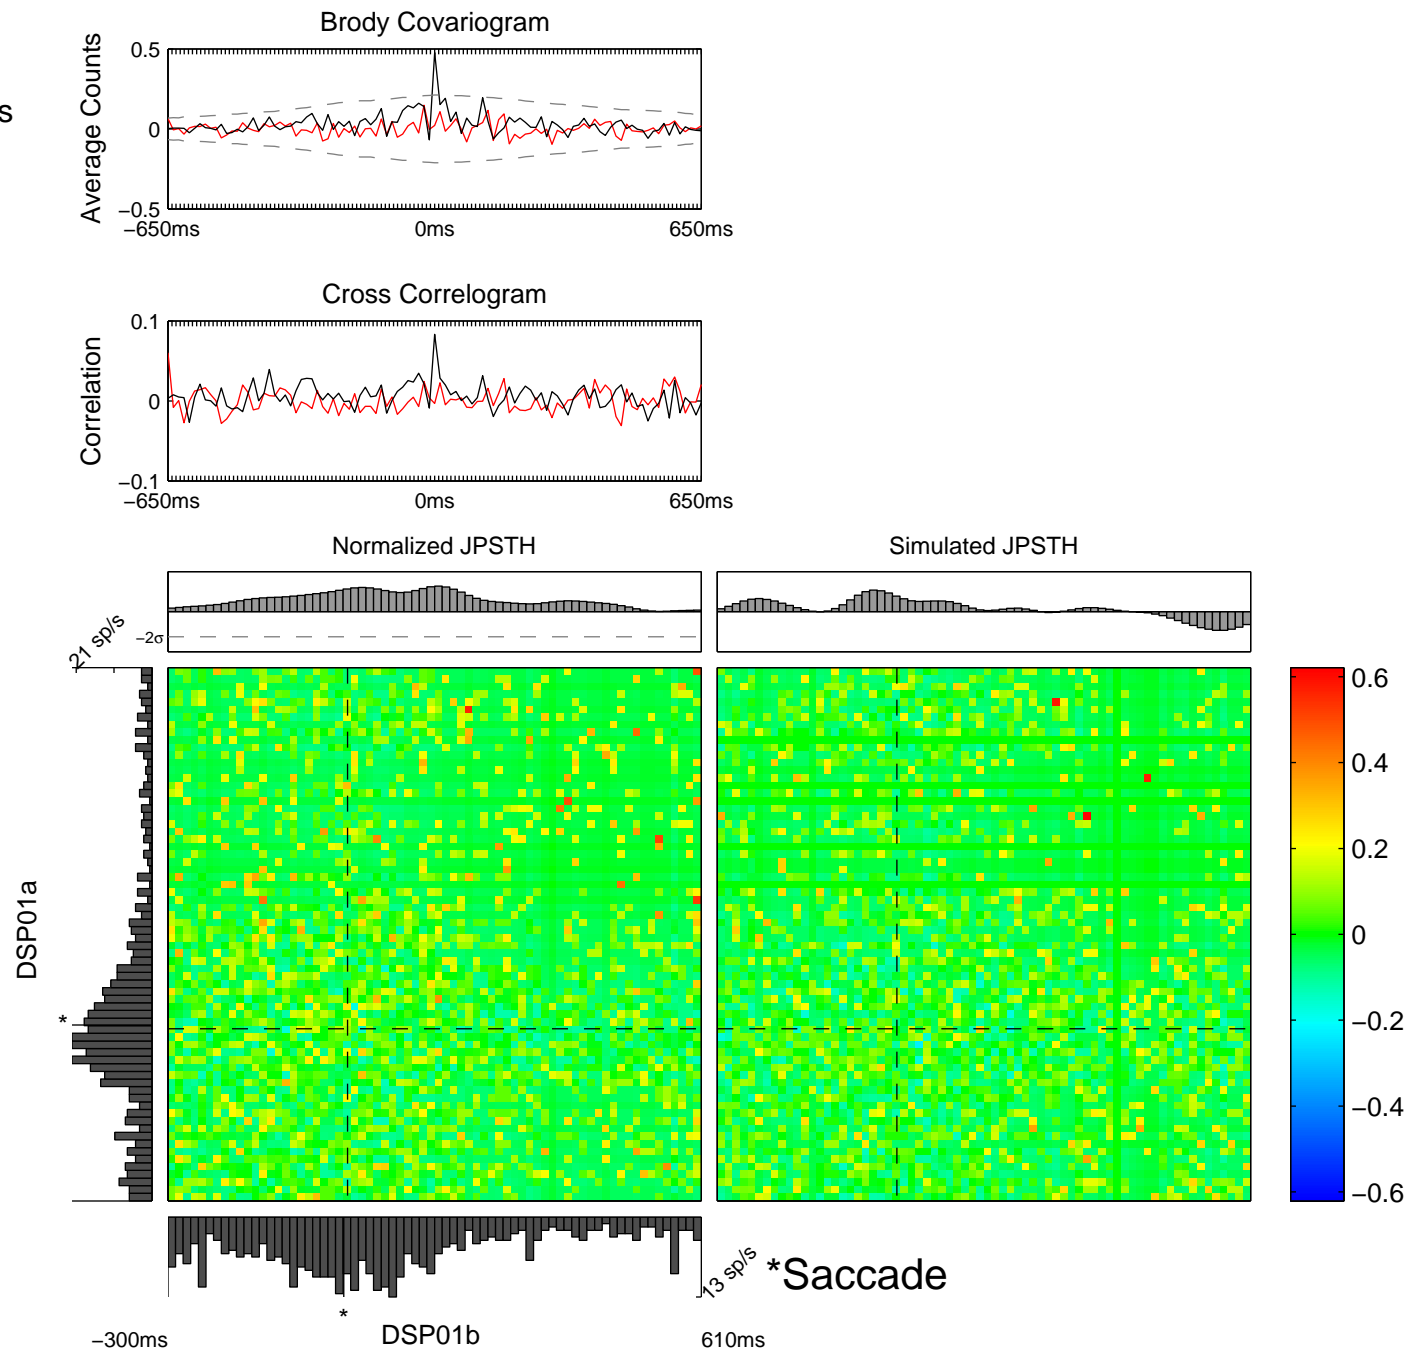 Brody Covariogram
s
Average Counts
0.5
0
−0.5
−650ms
0ms
650ms
Cross Correlogram
Correlation
0.1
0
−0.1
−650ms
0ms
650ms
Normalized JPSTH
Simulated JPSTH
−2σ
21 sp/s
DSP01a
*
0.6
0.4
0.2
0
−0.2
−0.4
−0.6
13 sp/s
*Saccade
*
−300ms
DSP01b
610ms